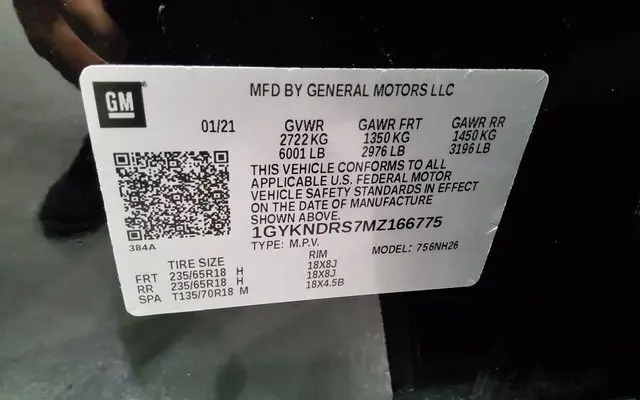 GM
MFD BY GENERAL MOTORS LLC
01/21 GVWR GAWR FRT GAWR RR
2722 KG 1350 KG 1450 KG
6001 LB 2976 LB 3196 LB
THIS VEHICLE CONFORMS TO ALL
APPLICABLE U.S. FEDERAL MOTOR
VEHICLE SAFETY STANDARDS IN EFFECT
ON THE DATE OF MANUFACTURE
SHOWN ABOVE.
1GYKNDRS7MZ166775
384A
TYPE: M.P.V. MODEL: 756NH26
TIRE SIZE RIM
FRT 235/65R18 H 18X8J
RR 235/65R18 H 18X8J
SPA T135/70R18 M 18X4.5B